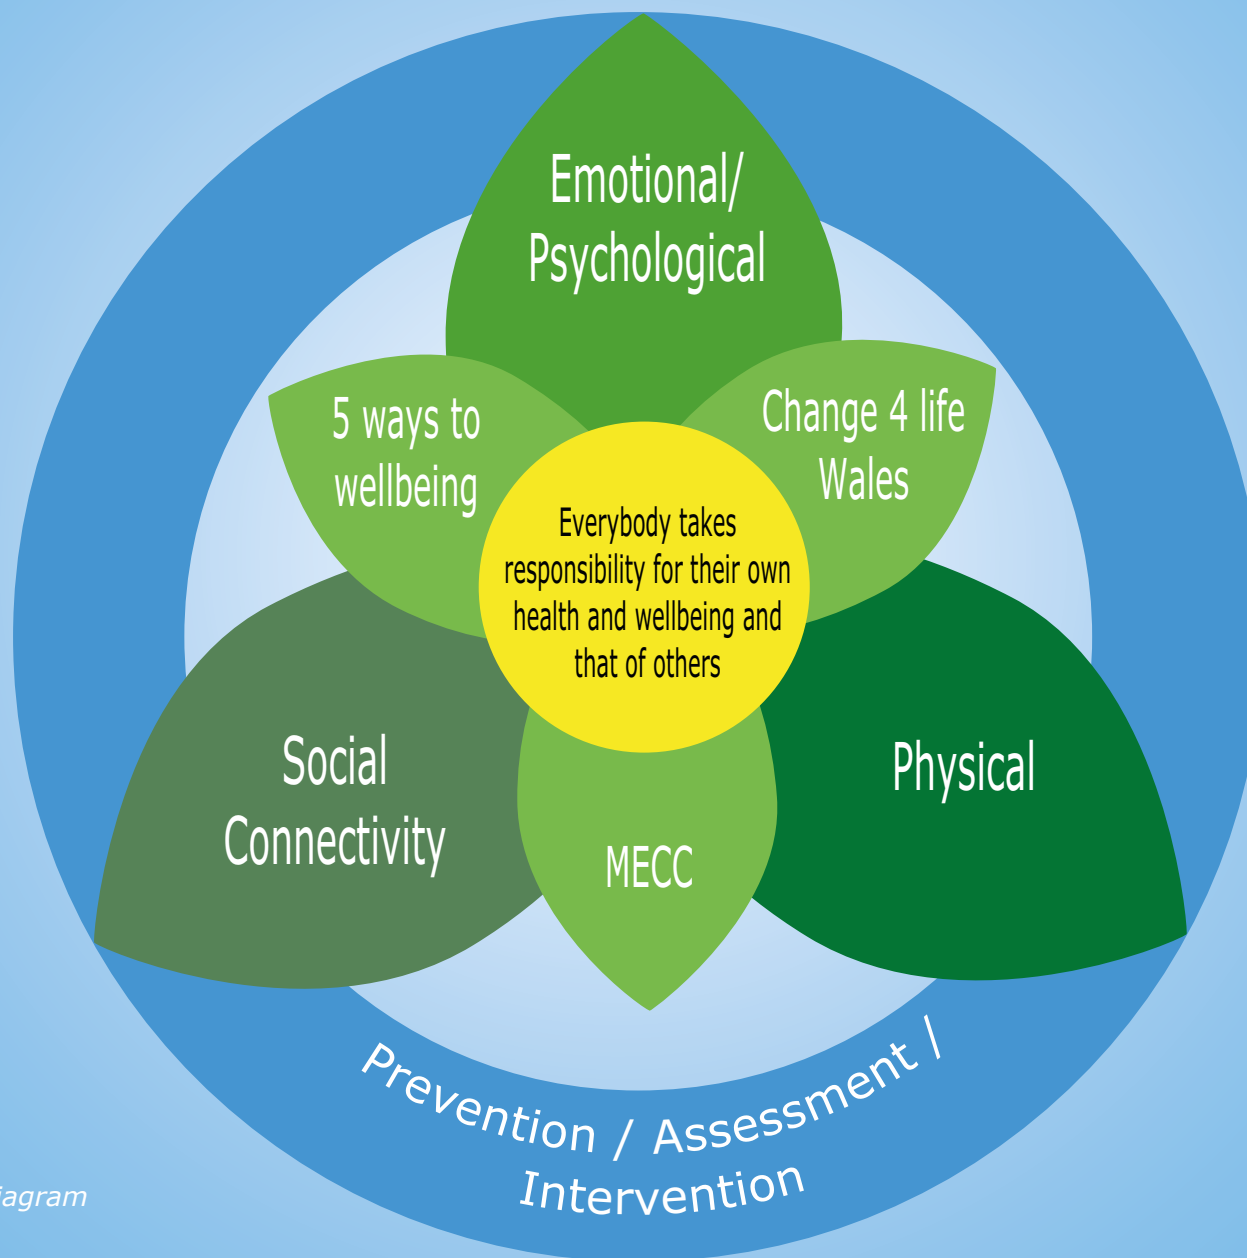 Emotional/
Psychological
5 ways to
wellbeing
Change 4 life
Wales
Everybody takes
responsibility for their own
health and wellbeing and
that of others
Social
Connectivity
Physical
MECC
Prevention / Assessment /
Intervention